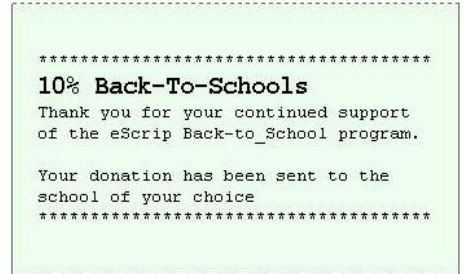 **************************************
10% Back-To-Schools
Thank you for your continued support
of the eScrip Back-to_School program.
Your donation has been sent to the
school of your choice
**************************************